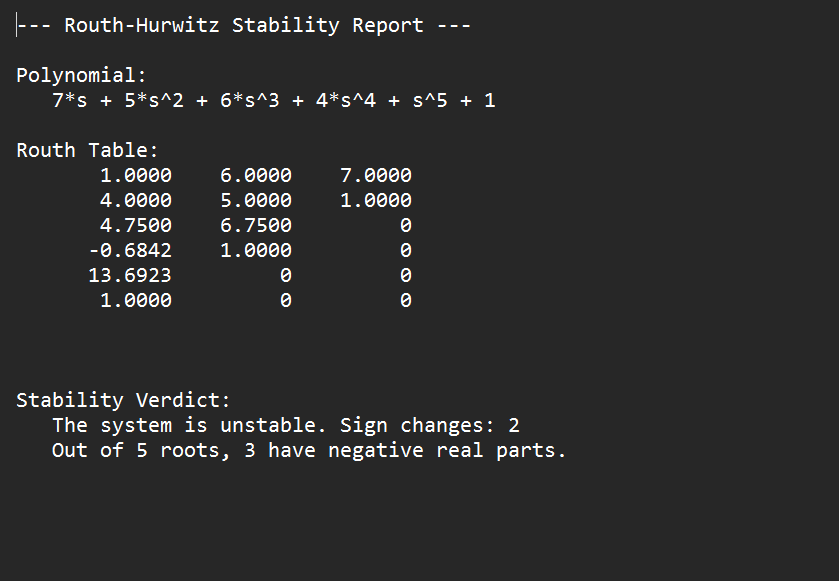 --- Routh-Hurwitz Stability Report ---
Polynomial:
7*s + 5*s^2 + 6*s^3 + 4*s^4 + s^5 + 1
Routh Table:
1.0000 6.0000 7.0000
4.0000 5.0000 1.0000
4.7500 6.7500 0
-0.6842 1.0000 0
13.6923 0 0
1.0000 0 0
Stability Verdict:
The system is unstable. Sign changes: 2
Out of 5 roots, 3 have negative real parts.